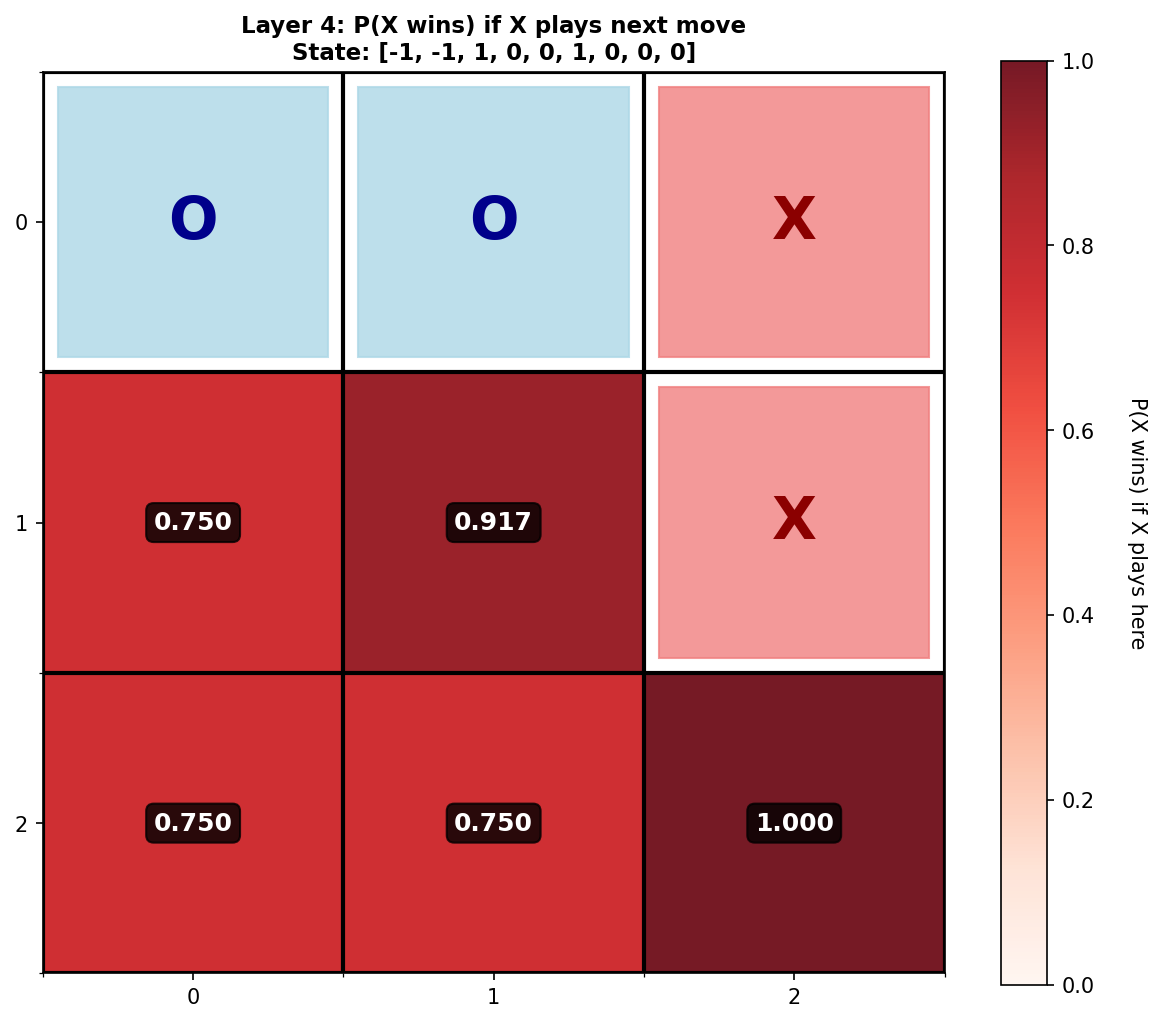 Layer 4: P(X wins) if X plays next move
State: [-1, -1, 1, 0, 0, 1, 0, 0, 0]
0
O
O
X
1
0.750
0.917
X
2
0.750
0.750
1.000
0
1
2
1.0
0.8
0.6
0.4
0.2
0.0
P(X wins) if X plays here